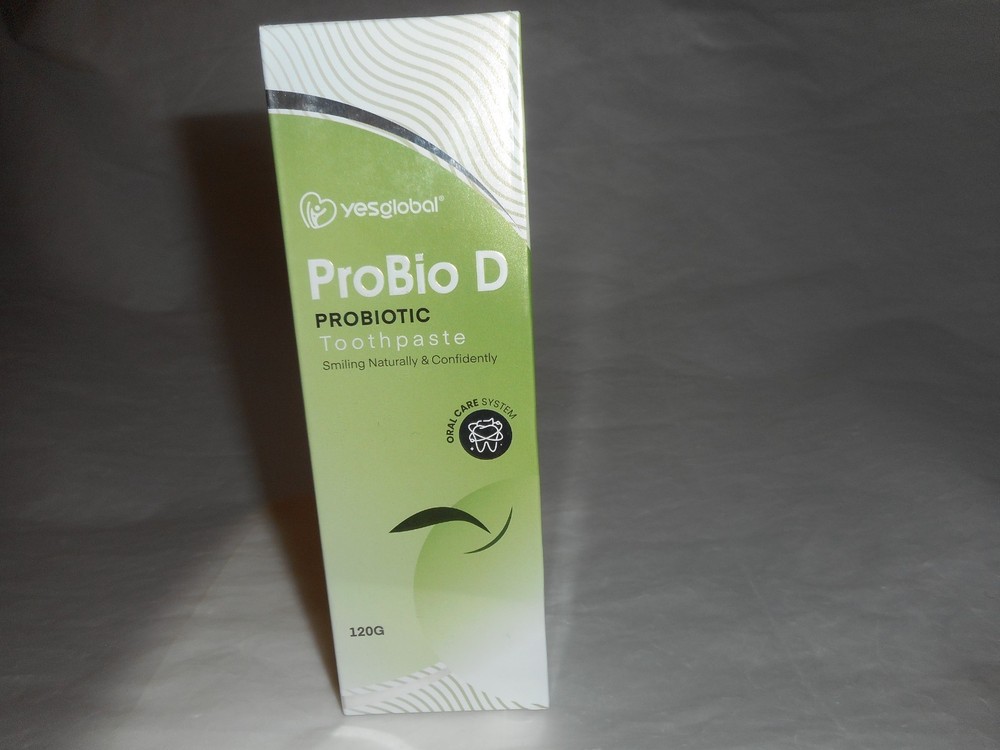 yesglobal®
ProBio D
PROBIOTIC
Toothpaste
Smiling Naturally & Confidently
ORAL CARE SYSTEM
120G